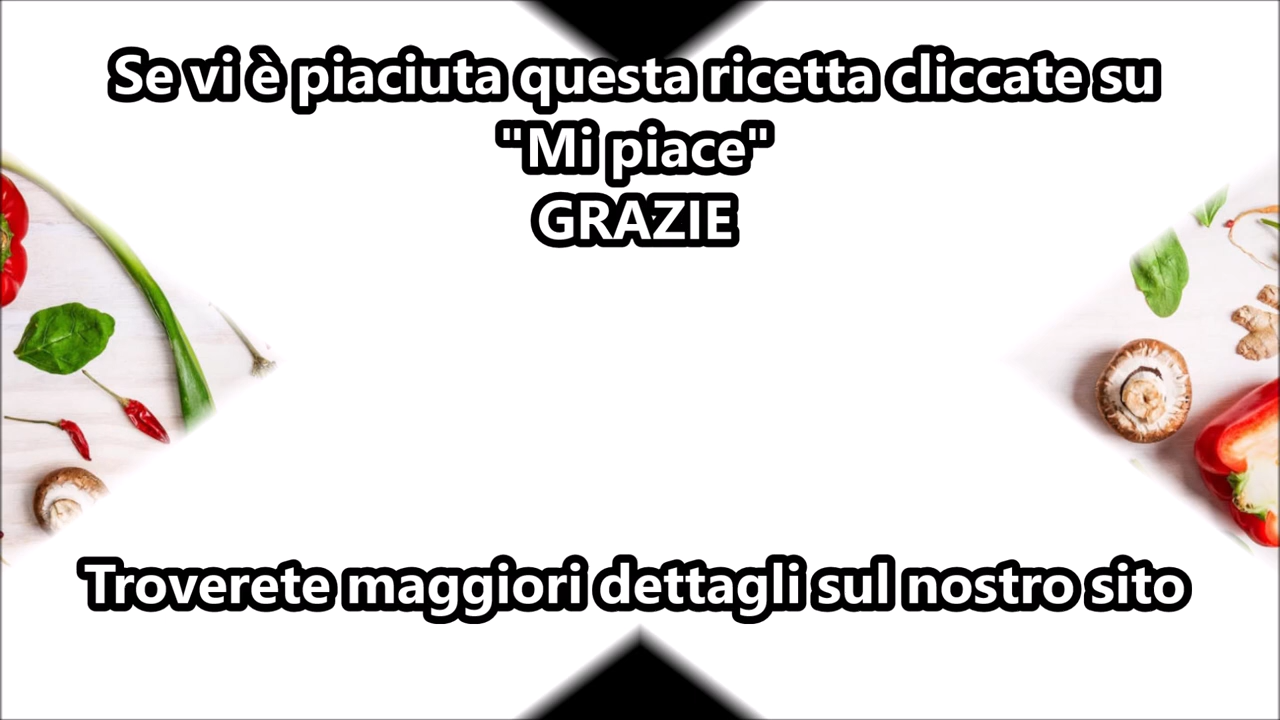 Se vi è piaciuta questa ricetta cliccate su
"Mi piace"
GRAZIE
Troverete maggiori dettagli sul nostro sito